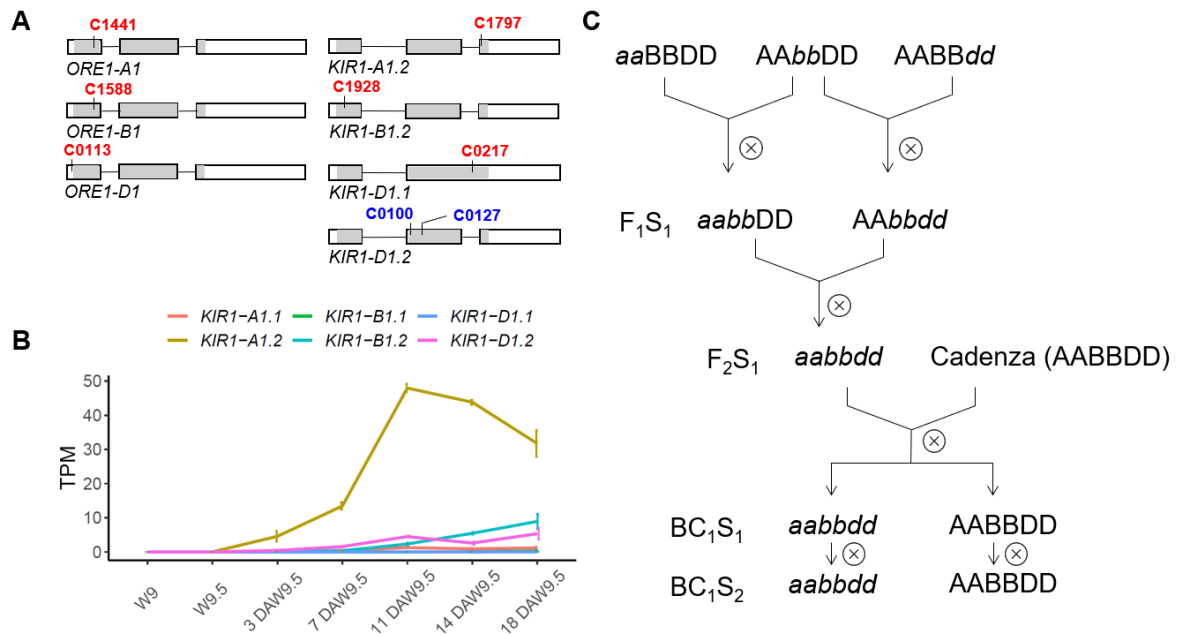 A
C1441
ORE1-A1
C1588
ORE1-B1
C0113
ORE1-D1
C1797
KIR1-A1.2
C1928
KIR1-B1.2
C0217
KIR1-D1.1
C0100 C0127
KIR1-D1.2
B
KIR1−A1.1 KIR1−B1.1 KIR1−D1.1
KIR1−A1.2 KIR1−B1.2 KIR1−D1.2
TPM
50
40
30
20
10
0
W9 W9.5 3 DAW9.5 7 DAW9.5 11 DAW9.5 14 DAW9.5 18 DAW9.5
C
aaBBDD AAbbDD AABBdd
F₁S₁ aabbDD AAbbdd
F₂S₁ aabbdd Cadenza (AABBDD)
BC₁S₁ aabbdd AABBDD
BC₁S₂ aabbdd AABBDD